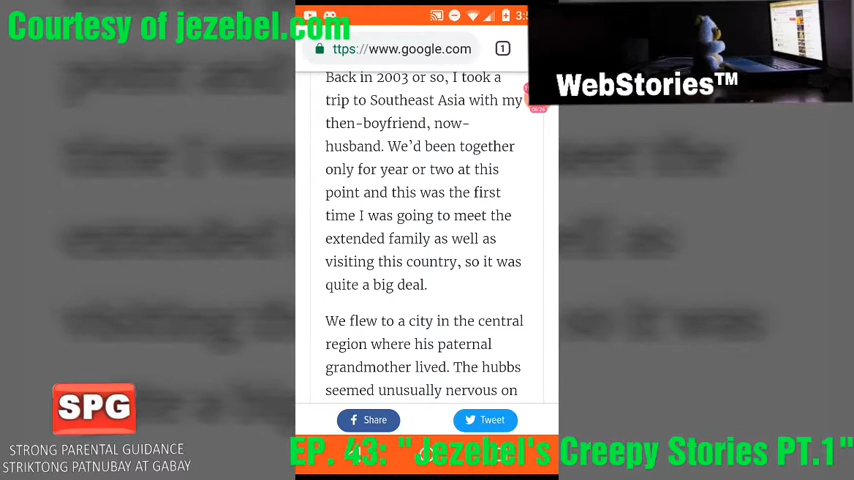 Courtesy of jezebel.com
3:5
ttps://www.google.com
1
WebStories™
Back in 2003 or so, I took a
trip to Southeast Asia with my
then-boyfriend, now-
husband. We'd been together
only for year or two at this
point and this was the first
time I was going to meet the
extended family as well as
visiting this country, so it was
quite a big deal.
We flew to a city in the central
region where his paternal
grandmother lived. The hubbs
seemed unusually nervous on
Share
Tweet
SPG
STRONG PARENTAL GUIDANCE
STRIKTONG PATNUBAY AT GABAY
EP. 43: "Jezebel's Creepy Stories PT.1"